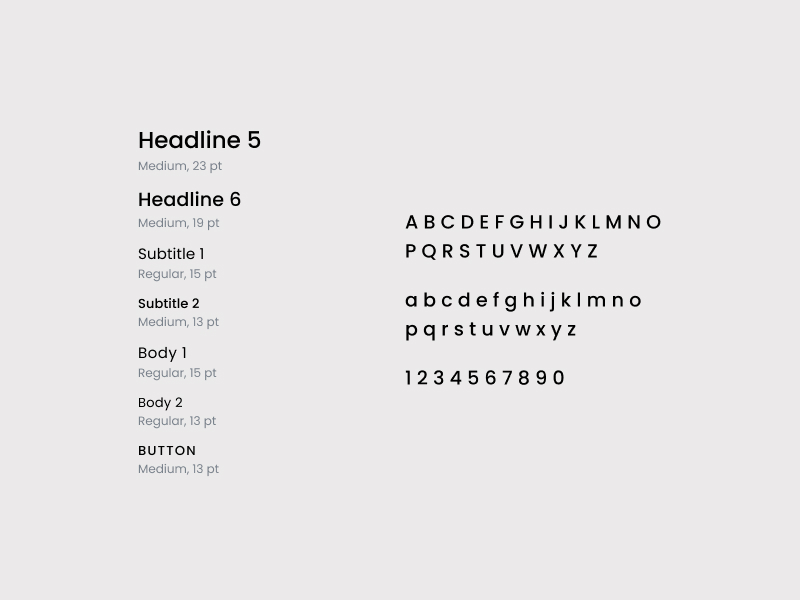 Headline 5
Medium, 23 pt
Headline 6
Medium, 19 pt
Subtitle 1
Regular, 15 pt
Subtitle 2
Medium, 13 pt
Body 1
Regular, 15 pt
Body 2
Regular, 13 pt
BUTTON
Medium, 13 pt
A B C D E F G H I J K L M N O
P Q R S T U V W X Y Z
a b c d e f g h i j k l m n o
p q r s t u v w x y z
1 2 3 4 5 6 7 8 9 0